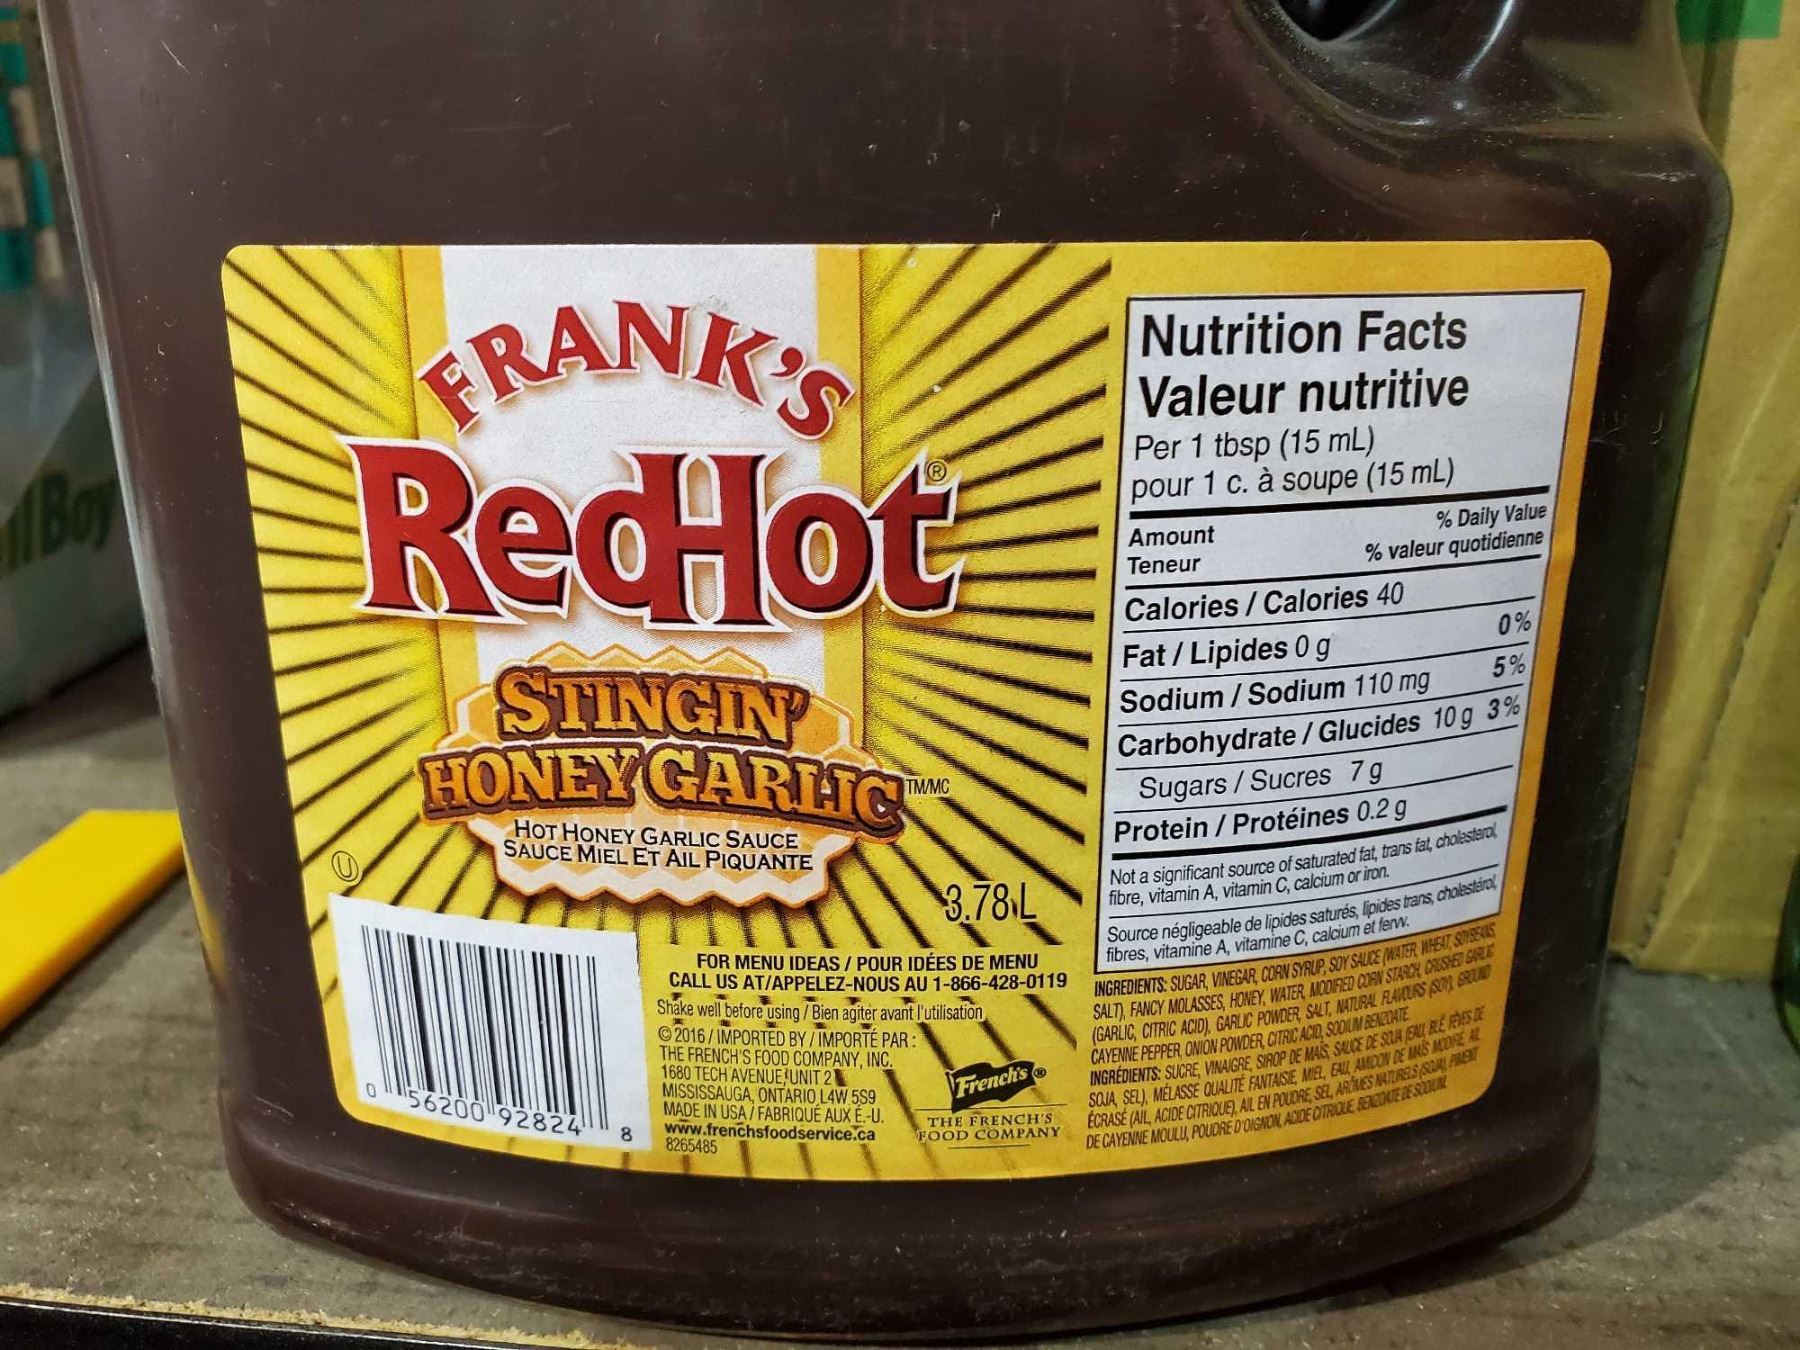 FRANK'S
RedHot®
STINGIN'
HONEY GARLIC TM/MC
HOT HONEY GARLIC SAUCE
SAUCE MIEL ET AIL PIQUANTE
U
3.78 L
FOR MENU IDEAS / POUR IDÉES DE MENU
CALL US AT/APPELEZ-NOUS AU 1-866-428-0119
Shake well before using / Bien agiter avant l'utilisation
© 2016 / IMPORTED BY / IMPORTÉ PAR :
THE FRENCH'S FOOD COMPANY, INC.
1680 TECH AVENUE, UNIT 2
MISSISSAUGA, ONTARIO L4W 5S9
MADE IN USA / FABRIQUÉ AUX É.-U.
www.frenchsfoodservice.ca
8265485
0 56200 92824 8
French's®
THE FRENCH'S
FOOD COMPANY
Nutrition Facts
Valeur nutritive
Per 1 tbsp (15 mL)
pour 1 c. à soupe (15 mL)
Amount % Daily Value
Teneur % valeur quotidienne
Calories / Calories 40
Fat / Lipides 0 g 0%
Sodium / Sodium 110 mg 5%
Carbohydrate / Glucides 10 g 3%
Sugars / Sucres 7 g
Protein / Protéines 0.2 g
Not a significant source of saturated fat, trans fat, cholesterol,
fibre, vitamin A, vitamin C, calcium or iron.
Source négligeable de lipides saturés, lipides trans, cholestérol,
fibres, vitamine A, vitamine C, calcium et ferw.
INGREDIENTS: SUGAR, VINEGAR, CORN SYRUP, SOY SAUCE (WATER, WHEAT, SOYBEANS,
SALT), FANCY MOLASSES, HONEY, WATER, MODIFIED CORN STARCH, CRUSHED GARLIC
(GARLIC, CITRIC ACID), GARLIC POWDER, SALT, NATURAL FLAVOURS (SOY), GROUND
CAYENNE PEPPER, ONION POWDER, CITRIC ACID, SODIUM BENZOATE.
INGRÉDIENTS: SUCRE, VINAIGRE, SIROP DE MAÏS, SAUCE DE SOJA (EAU, BLÉ, FÈVES DE
SOJA, SEL), MÉLASSE QUALITÉ FANTAISIE, MIEL, EAU, AMIDON DE MAÏS MODIFIÉ, AIL
ÉCRASÉ (AIL, ACIDE CITRIQUE), AIL EN POUDRE, SEL, ARÔMES NATURELS (SOJA), PIMENT
DE CAYENNE MOULU, POUDRE D'OIGNON, ACIDE CITRIQUE, BENZOATE DE SODIUM.